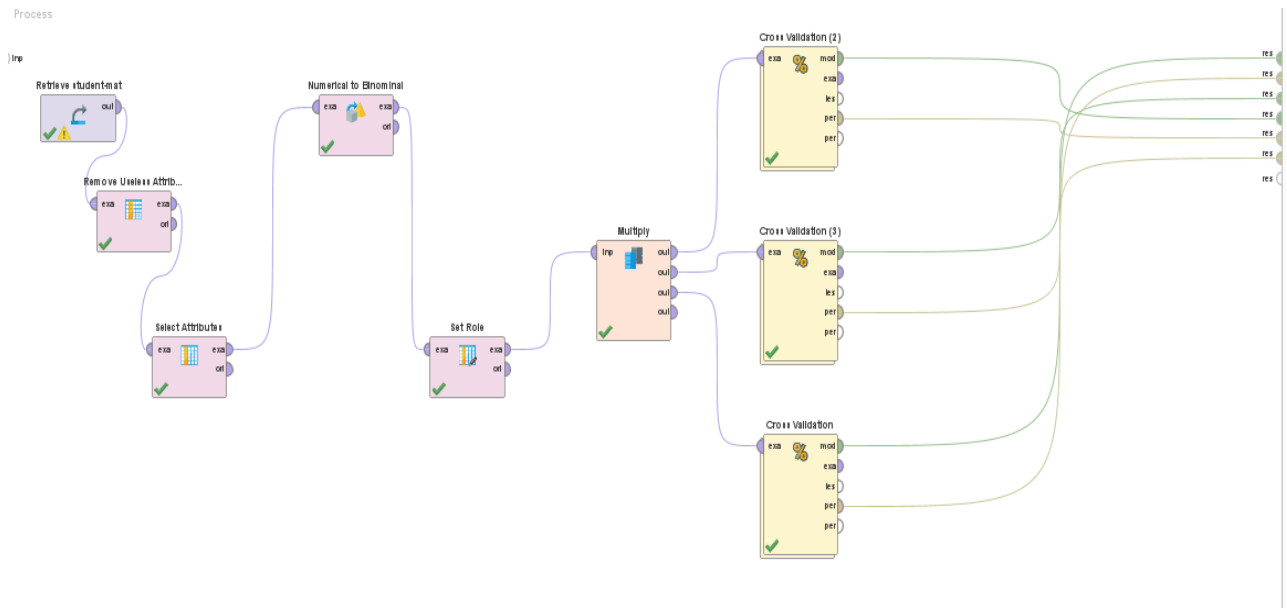 Process
inp
Retrieve student-mat
out
Remove Useless Attrib...
exa exa
ori
Select Attributes
exa exa
ori
Numerical to Binominal
exa exa
ori
Set Role
exa exa
ori
Multiply
inp out
out
out
out
Cross Validation (2)
exa % mod
exa
tes
per
per
Cross Validation (3)
exa % mod
exa
tes
per
per
Cross Validation
exa % mod
exa
tes
per
per
res
res
res
res
res
res
res